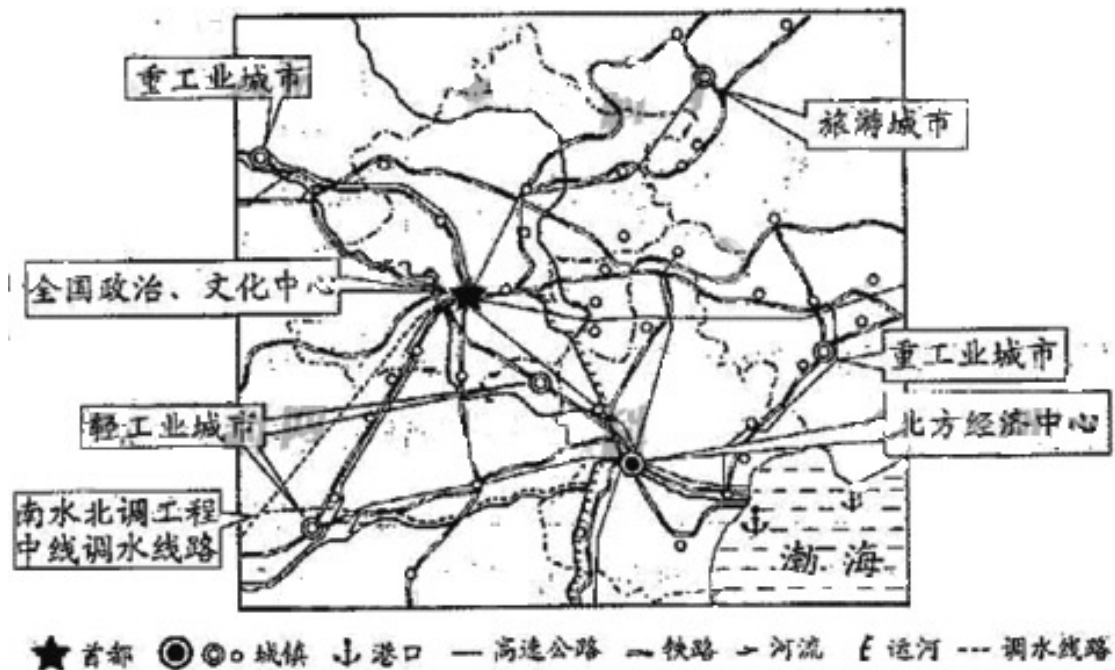 重工业城市
旅游城市
全国政治、文化中心
重工业城市
轻工业城市
北方经济中心
南水北调工程
中线调水线路
渤海
首都 城镇 港口 高速公路 铁路 河流 运河 调水线路